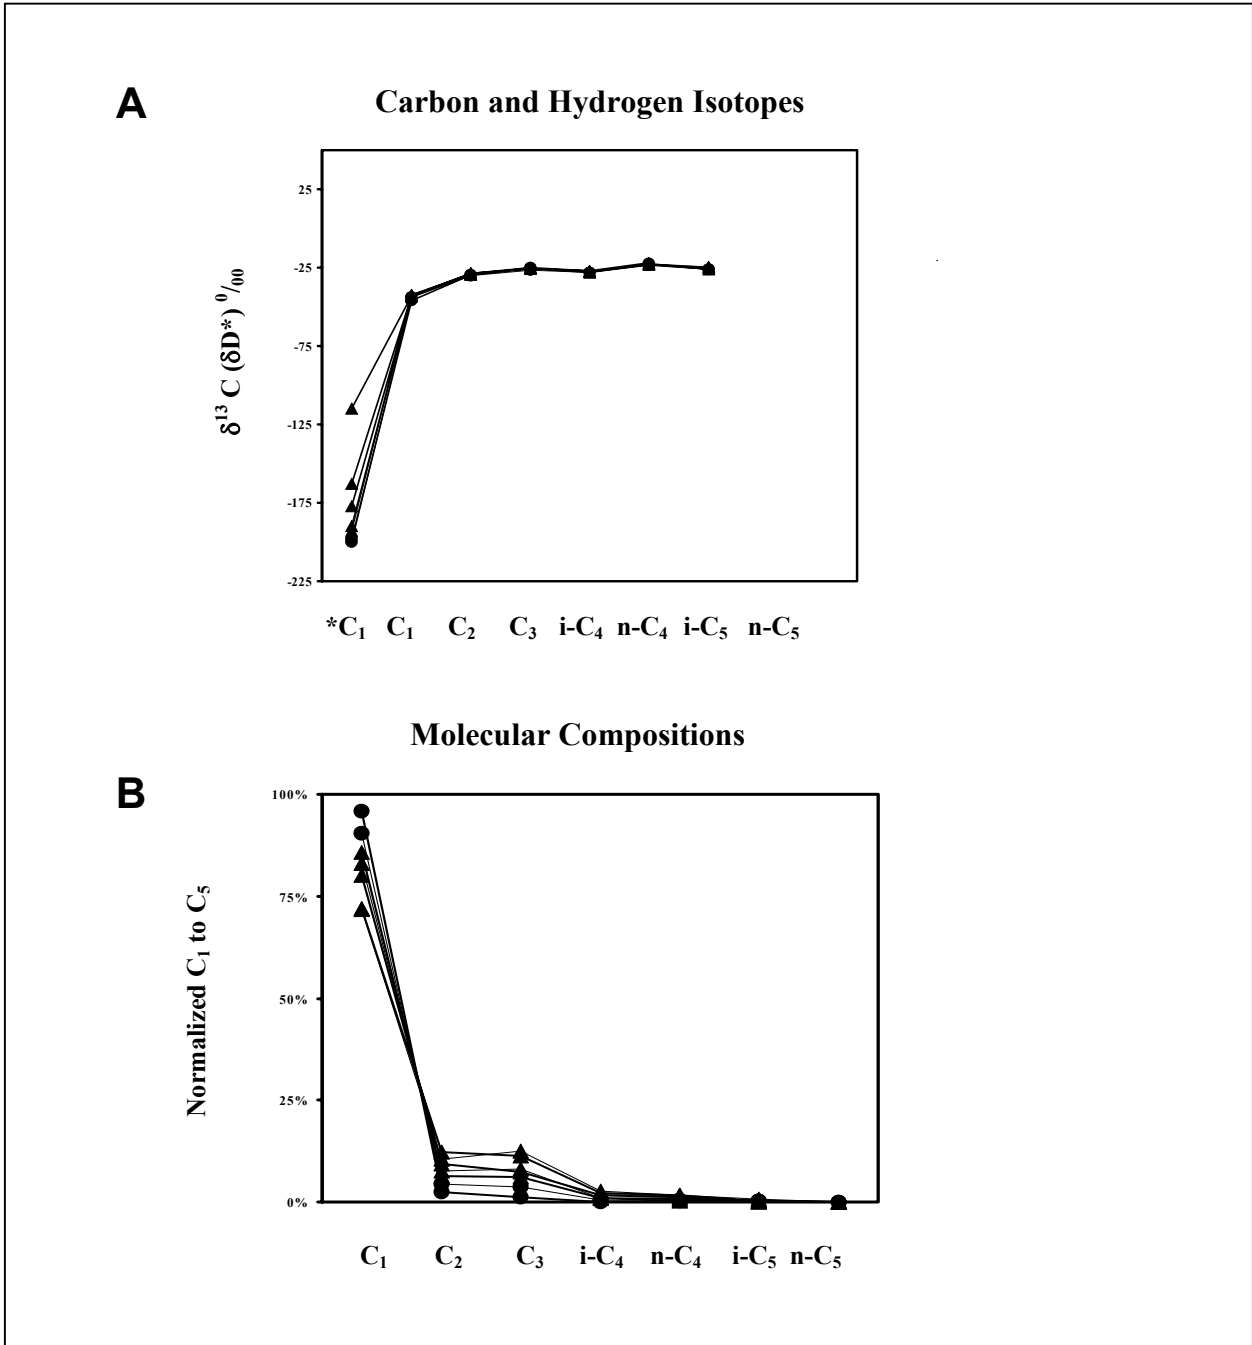 A
Carbon and Hydrogen Isotopes
25
-25
-75
-125
-175
-225
δ¹³ C (δD*) ⁰/₀₀
*C₁ C₁ C₂ C₃ i-C₄ n-C₄ i-C₅ n-C₅
Molecular Compositions
B
100%
75%
50%
25%
0%
Normalized C₁ to C₅
C₁ C₂ C₃ i-C₄ n-C₄ i-C₅ n-C₅